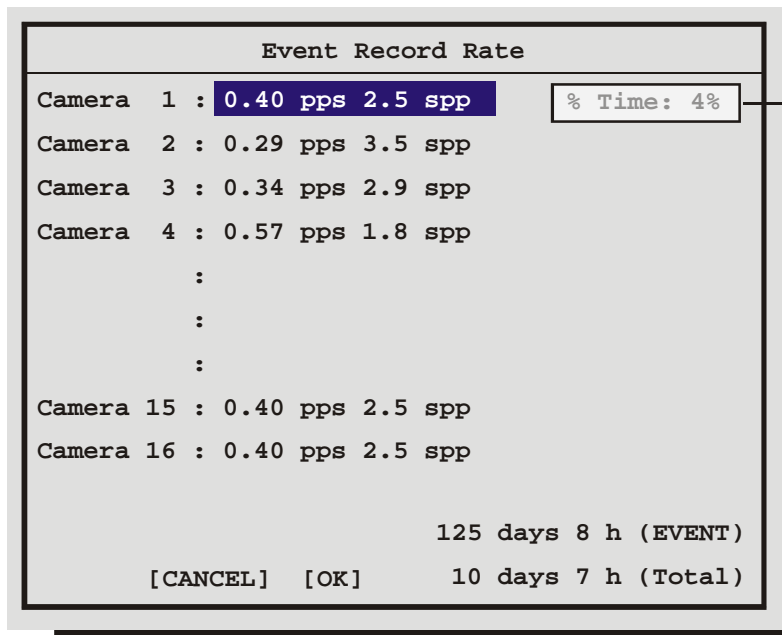 Event Record Rate
Camera 1 : 0.40 pps 2.5 spp % Time: 4%
Camera 2 : 0.29 pps 3.5 spp
Camera 3 : 0.34 pps 2.9 spp
Camera 4 : 0.57 pps 1.8 spp
:
:
:
Camera 15 : 0.40 pps 2.5 spp
Camera 16 : 0.40 pps 2.5 spp
125 days 8 h (EVENT)
[CANCEL] [OK] 10 days 7 h (Total)